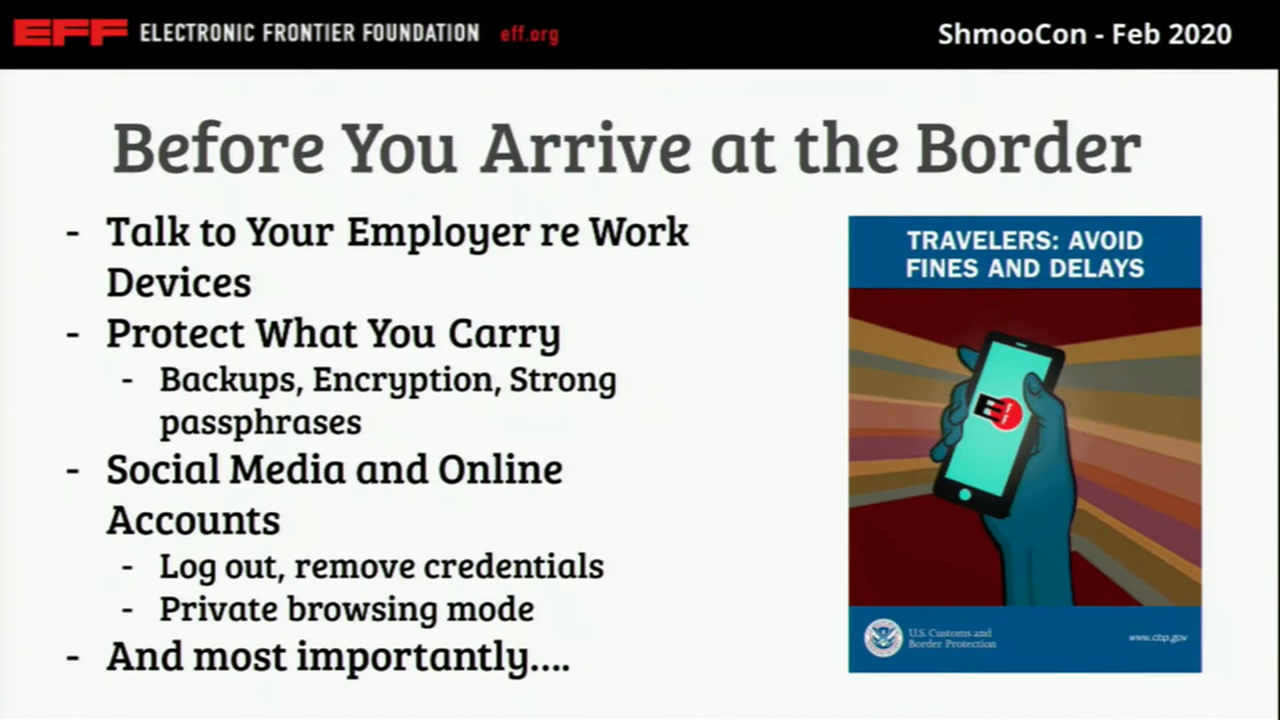 EFF ELECTRONIC FRONTIER FOUNDATION eff.org
ShmooCon - Feb 2020
Before You Arrive at the Border
- Talk to Your Employer re Work
Devices
- Protect What You Carry
- Backups, Encryption, Strong
passphrases
- Social Media and Online
Accounts
- Log out, remove credentials
- Private browsing mode
- And most importantly....
TRAVELERS: AVOID
FINES AND DELAYS
U.S. Customs and
Border Protection
www.cbp.gov